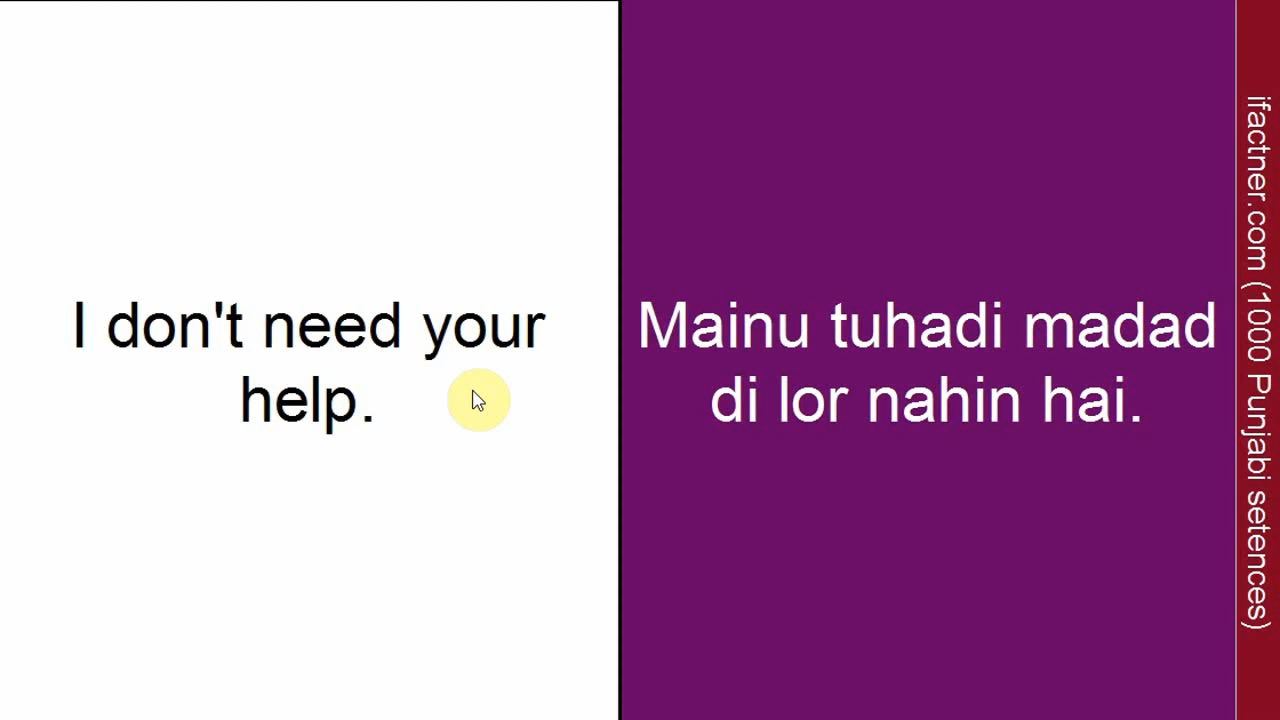 I don't need your
help.
Mainu tuhadi madad
di lor nahin hai.
ifactner.com (1000 Punjabi setences)